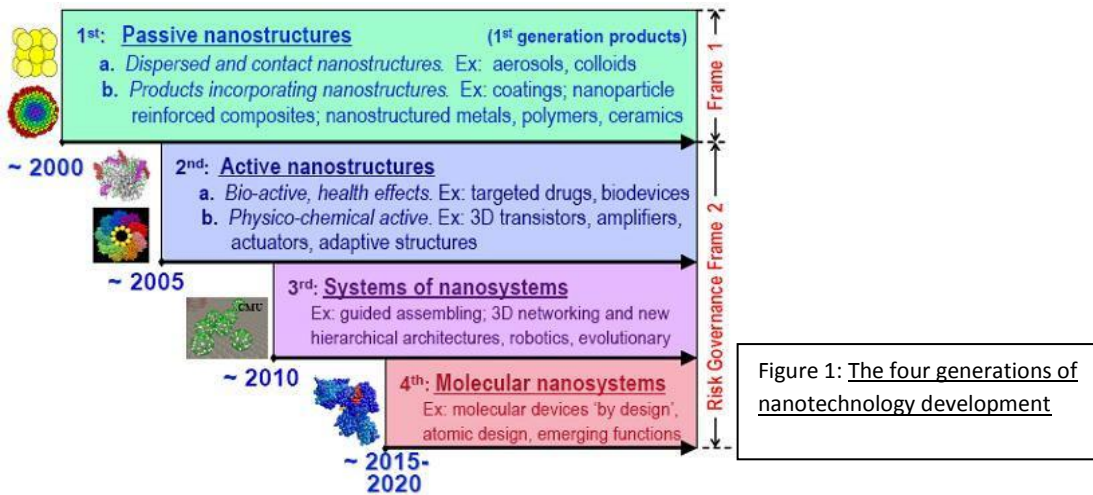 1st: Passive nanostructures (1st generation products)
a. Dispersed and contact nanostructures. Ex: aerosols, colloids
b. Products incorporating nanostructures. Ex: coatings; nanoparticle
reinforced composites; nanostructured metals, polymers, ceramics
~ 2000
2nd: Active nanostructures
a. Bio-active, health effects. Ex: targeted drugs, biodevices
b. Physico-chemical active. Ex: 3D transistors, amplifiers,
actuators, adaptive structures
~ 2005
CMU
3rd: Systems of nanosystems
Ex: guided assembling; 3D networking and new
hierarchical architectures, robotics, evolutionary
~ 2010
4th: Molecular nanosystems
Ex: molecular devices 'by design',
atomic design, emerging functions
~ 2015-
2020
Frame 1
Risk Governance Frame 2
Figure 1: The four generations of
nanotechnology development